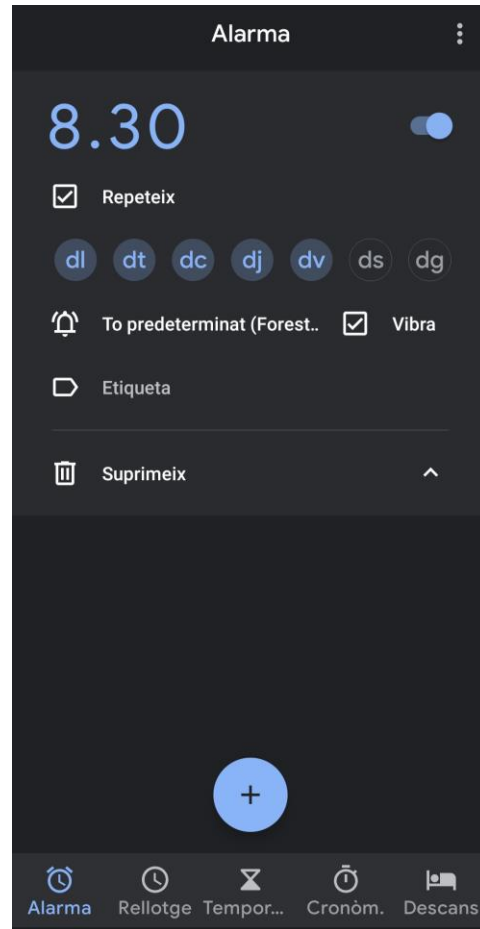 Alarma
8.30
Repeteix
dl dt dc dj dv ds dg
To predeterminat (Forest.. Vibra
Etiqueta
Suprimeix
Alarma Rellotge Tempor... Cronòm. Descans